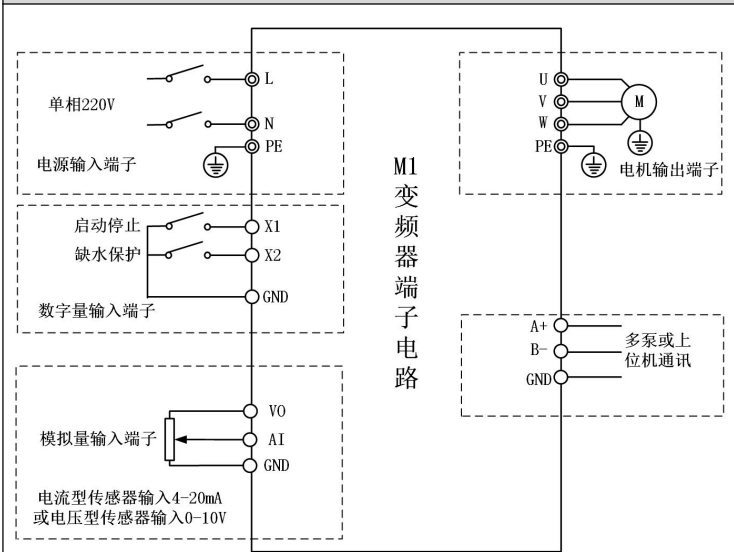 单相220V
L
N
PE
电源输入端子
启动停止
X1
缺水保护
X2
GND
数字量输入端子
VO
模拟量输入端子
AI
GND
电流型传感器输入4-20mA
或电压型传感器输入0-10V
M1
变
频
器
端
子
电
路
U
V
M
W
PE
电机输出端子
A+
多泵或上
B-
位机通讯
GND